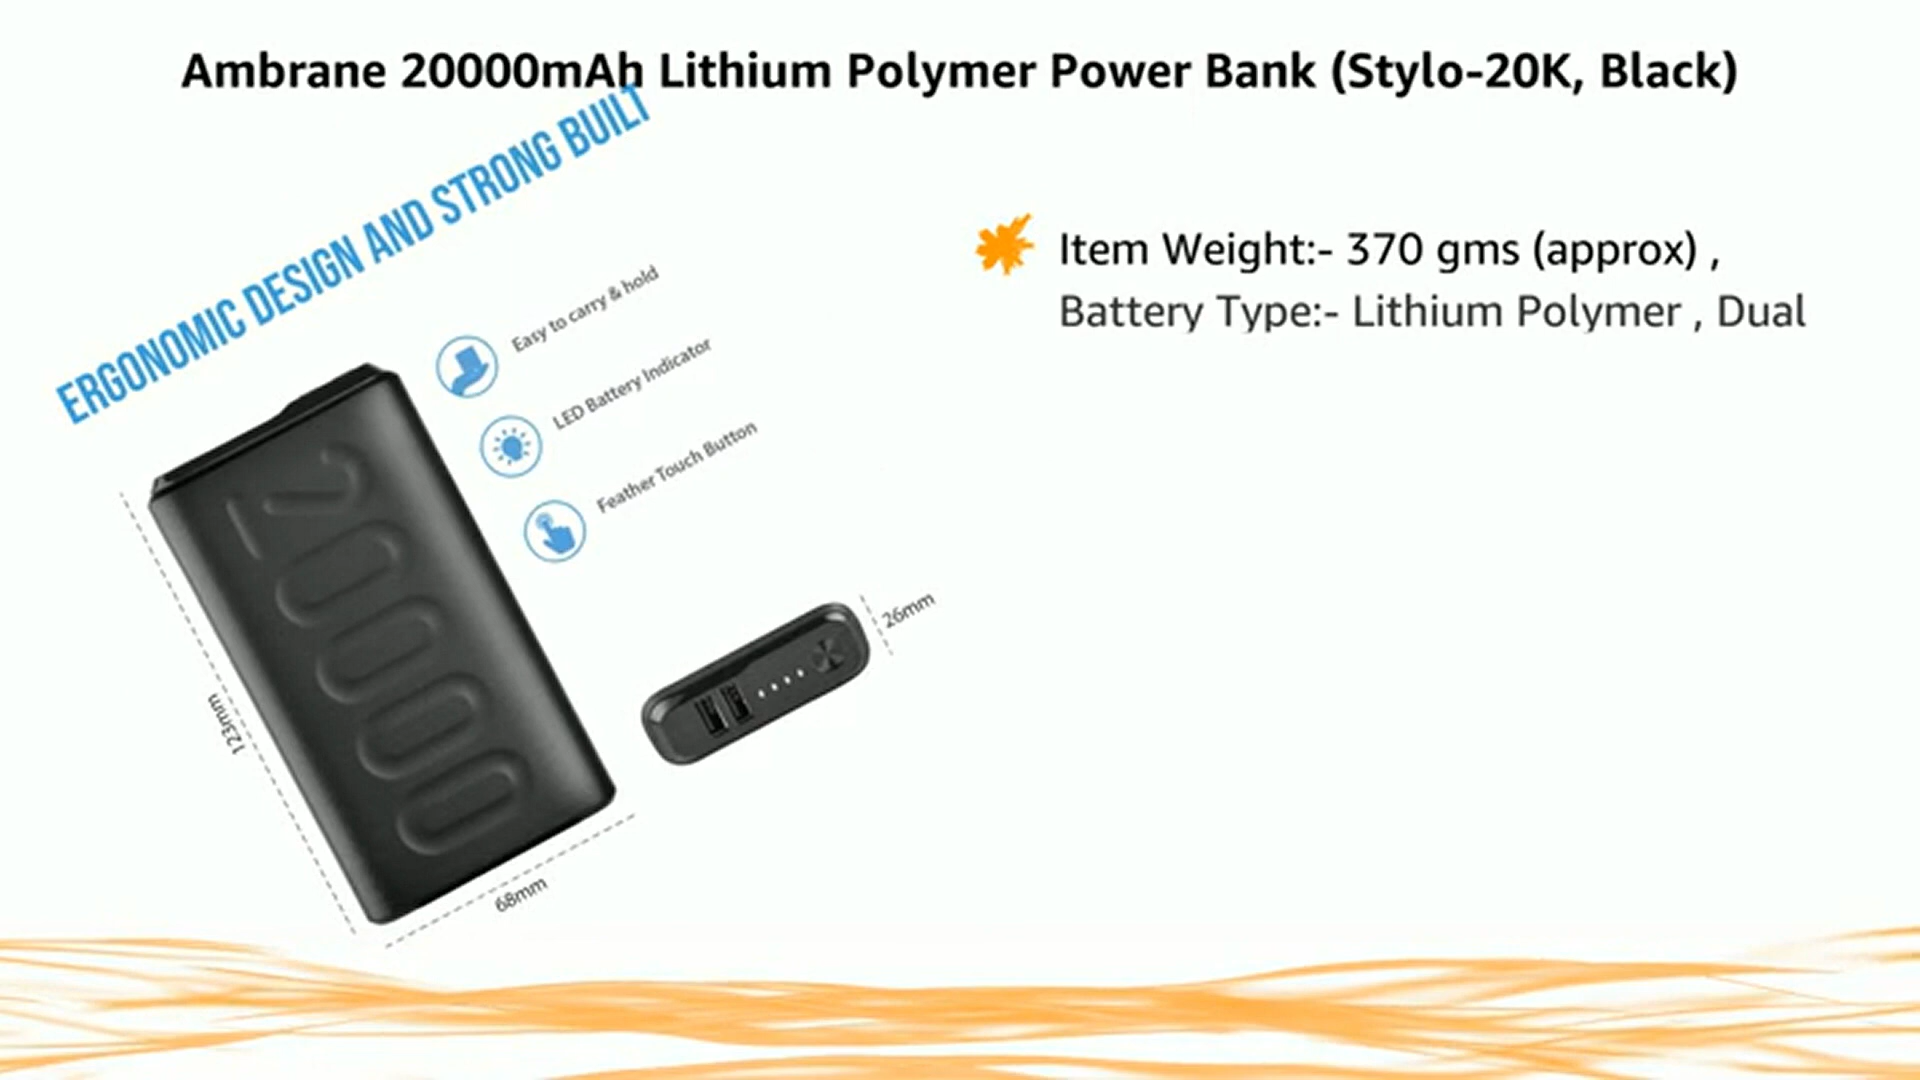 Ambrane 20000mAh Lithium Polymer Power Bank (Stylo-20K, Black)
ERGONOMIC DESIGN AND STRONG BUILT
Easy to carry & hold
LED Battery Indicator
Feather Touch Button
20000
123mm
68mm
26mm
Item Weight:- 370 gms (approx) ,
Battery Type:- Lithium Polymer , Dual